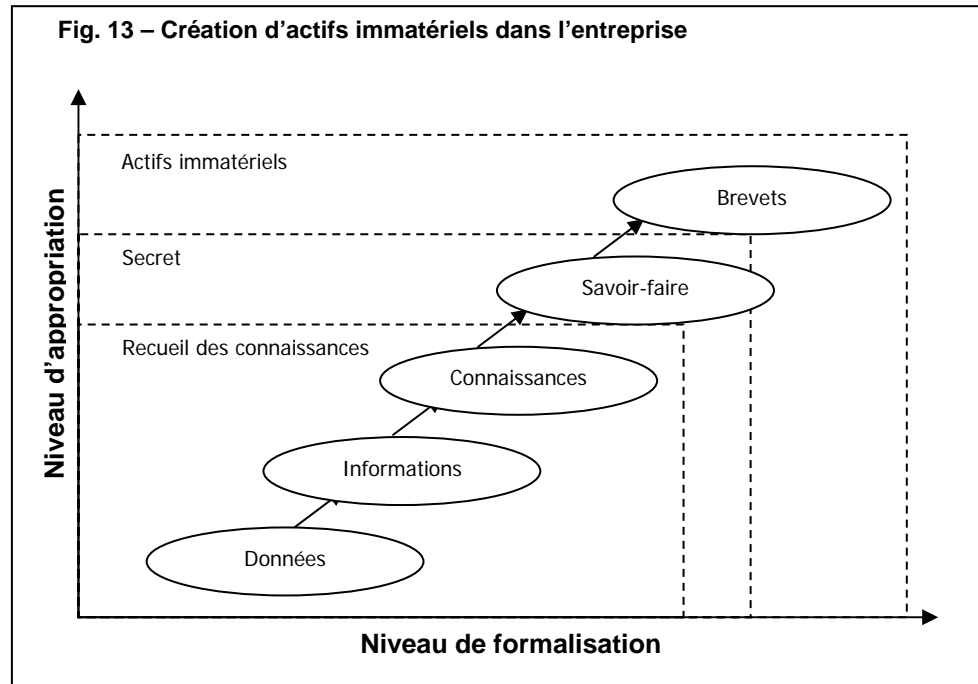 Fig. 13 – Création d'actifs immatériels dans l'entreprise
Niveau d'appropriation
Actifs immatériels
Brevets
Secret
Savoir-faire
Recueil des connaissances
Connaissances
Informations
Données
Niveau de formalisation